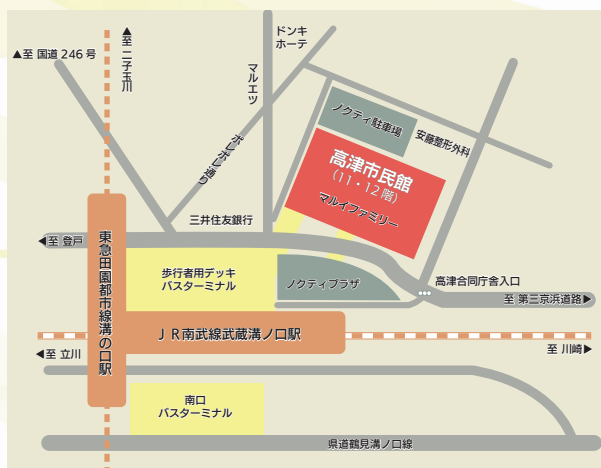 ▲至 国道246号
▲至 二子玉川
ドンキ
ホーテ
マルエツ
ポレポレ通り
ノクティ駐車場
安藤整形外科
高津市民館
(11・12階)
マルイファミリー
三井住友銀行
◀至 登戸
歩行者用デッキ
バスターミナル
ノクティプラザ
高津合同庁舎入口
至 第三京浜道路▶
東急田園都市線溝の口駅
JR南武線武蔵溝ノ口駅
◀至 立川
至 川崎▶
南口
バスターミナル
県道鶴見溝ノ口線